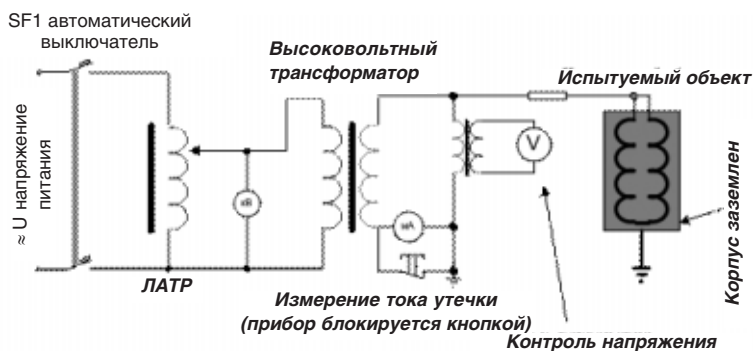 SF1 автоматический
выключатель
Высоковольтный
трансформатор
Испытуемый объект
≈ U напряжение
питания
V
Корпус заземлен
ЛАТР
Измерение тока утечки
(прибор блокируется кнопкой)
Контроль напряжения